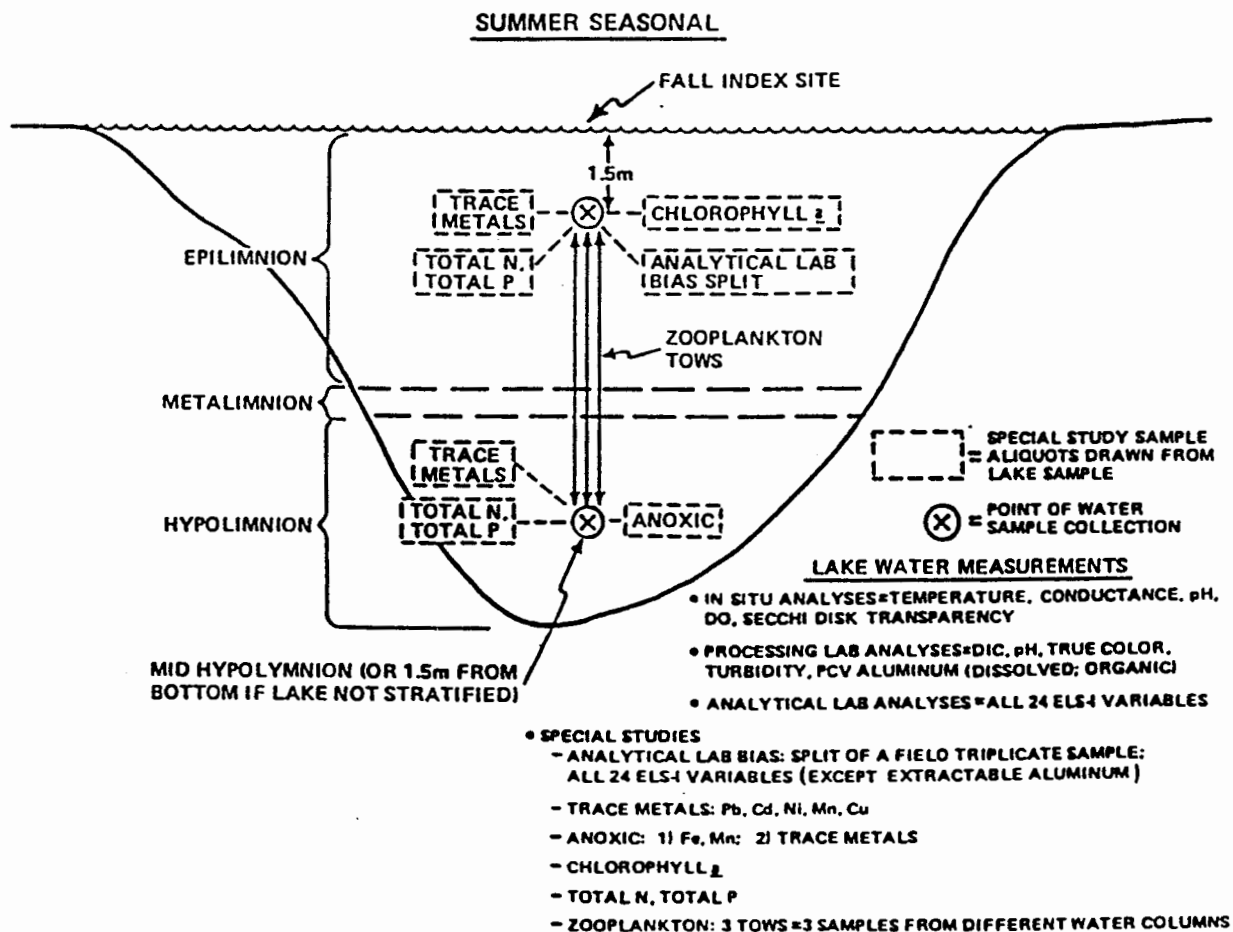 SUMMER SEASONAL
FALL INDEX SITE
1.5m
TRACE
METALS
CHLOROPHYLL a
EPILIMNION
TOTAL N,
TOTAL P
ANALYTICAL LAB
BIAS SPLIT
ZOOPLANKTON
TOWS
METALIMNION
TRACE
METALS
SPECIAL STUDY SAMPLE
= ALIQUOTS DRAWN FROM
LAKE SAMPLE
HYPOLIMNION
TOTAL N,
TOTAL P
ANOXIC
= POINT OF WATER
SAMPLE COLLECTION
LAKE WATER MEASUREMENTS
• IN SITU ANALYSES=TEMPERATURE, CONDUCTANCE, pH,
DO, SECCHI DISK TRANSPARENCY
MID HYPOLYMNION (OR 1.5m FROM
BOTTOM IF LAKE NOT STRATIFIED)
• PROCESSING LAB ANALYSES=DIC, pH, TRUE COLOR,
TURBIDITY, PCV ALUMINUM (DISSOLVED; ORGANIC)
• ANALYTICAL LAB ANALYSES=ALL 24 ELS-I VARIABLES
• SPECIAL STUDIES
– ANALYTICAL LAB BIAS: SPLIT OF A FIELD TRIPLICATE SAMPLE;
ALL 24 ELS-I VARIABLES (EXCEPT EXTRACTABLE ALUMINUM)
– TRACE METALS: Pb, Cd, Ni, Mn, Cu
– ANOXIC: 1) Fe, Mn; 2) TRACE METALS
– CHLOROPHYLL a
– TOTAL N, TOTAL P
– ZOOPLANKTON: 3 TOWS=3 SAMPLES FROM DIFFERENT WATER COLUMNS